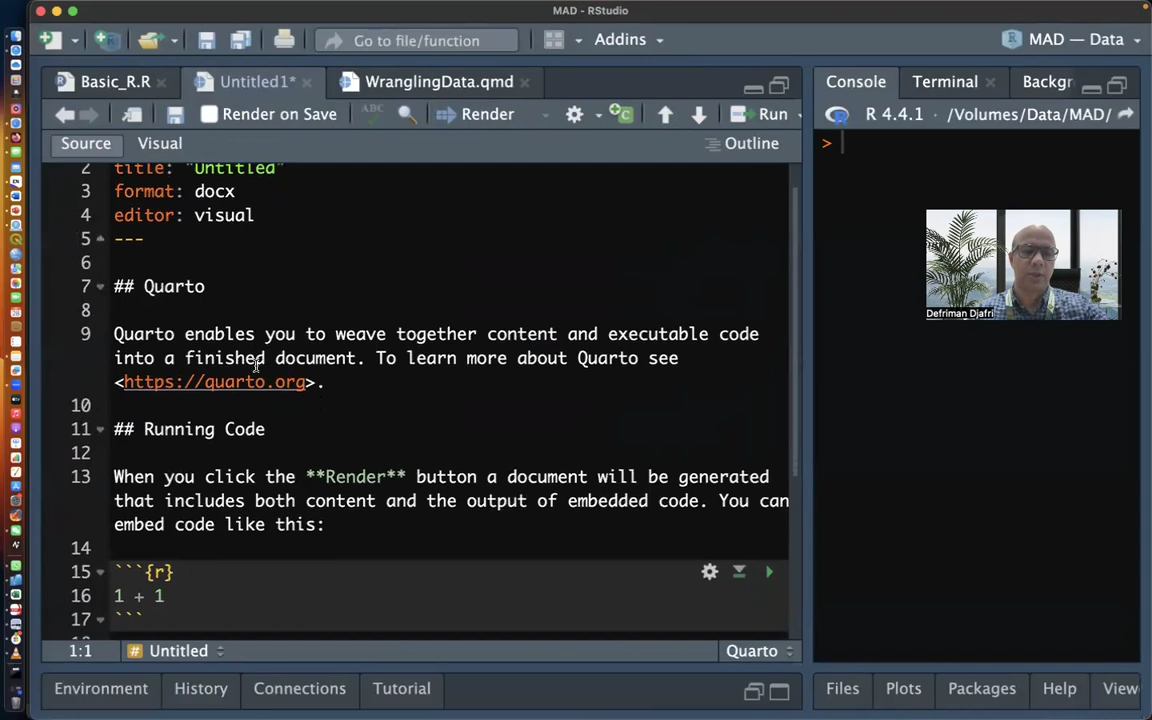 MAD - RStudio
Go to file/function
Addins
MAD — Data
Basic_R.R
Untitled1*
WranglingData.qmd
Console
Terminal
Backgr
Render on Save
ABC
Render
Run
R 4.4.1 · /Volumes/Data/MAD/
Source
Visual
Outline
>
2 title: "Untitled"
3 format: docx
4 editor: visual
5 ---
6
7 ## Quarto
8
9 Quarto enables you to weave together content and executable code
into a finished document. To learn more about Quarto see
<https://quarto.org>.
10
11 ## Running Code
12
13 When you click the **Render** button a document will be generated
that includes both content and the output of embedded code. You can
embed code like this:
14
15 ```{r}
16 1 + 1
17 ```
Defriman Djafri
1:1
# Untitled
Quarto
Environment
History
Connections
Tutorial
Files
Plots
Packages
Help
View